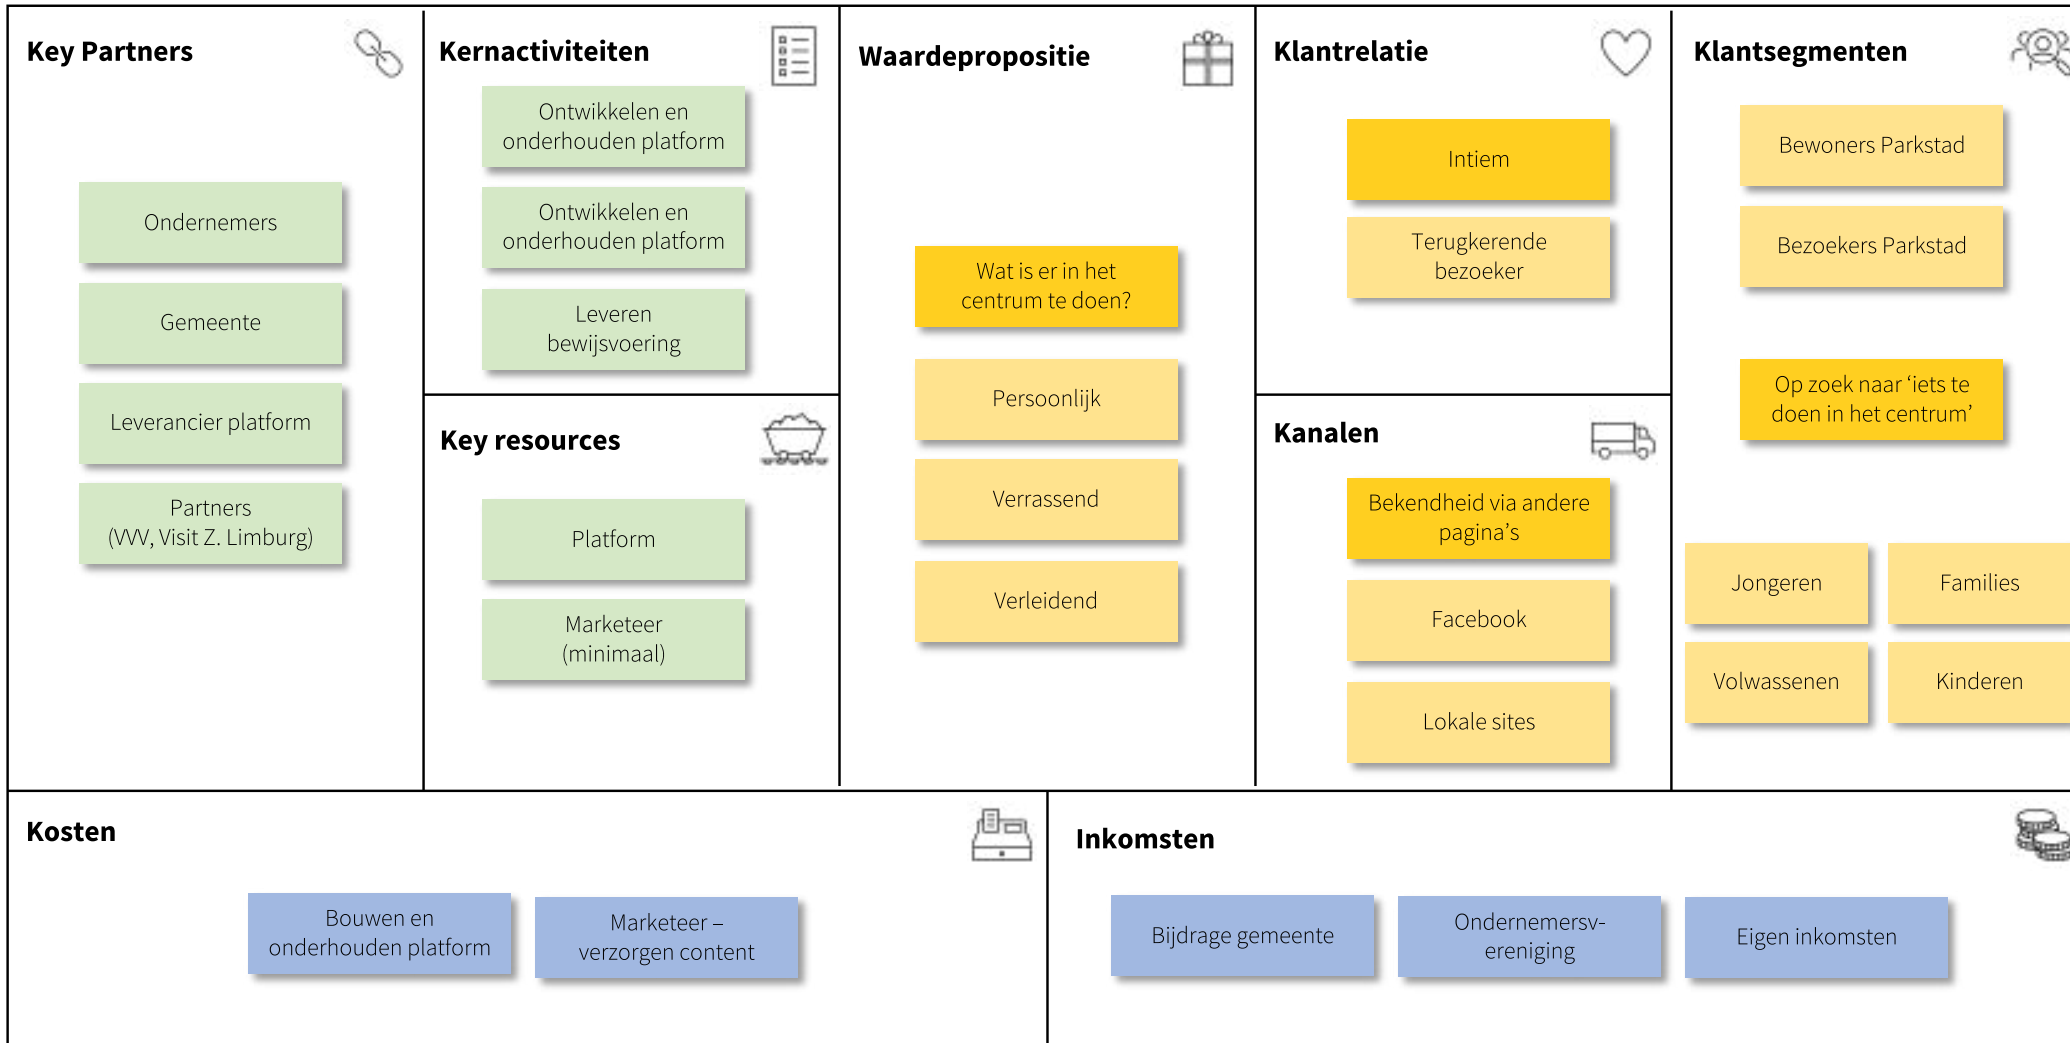 Key Partners
Ondernemers
Gemeente
Leverancier platform
Partners
(VVV, Visit Z. Limburg)
Kernactiviteiten
Ontwikkelen en
onderhouden platform
Ontwikkelen en
onderhouden platform
Leveren
bewijsvoering
Key resources
Platform
Marketeer
(minimaal)
Waardepropositie
Wat is er in het
centrum te doen?
Persoonlijk
Verrassend
Verleidend
Klantrelatie
Intiem
Terugkerende
bezoeker
Kanalen
Bekendheid via andere
pagina’s
Facebook
Lokale sites
Klantsegmenten
Bewoners Parkstad
Bezoekers Parkstad
Op zoek naar ‘iets te
doen in het centrum’
Jongeren
Families
Volwassenen
Kinderen
Kosten
Bouwen en
onderhouden platform
Marketeer –
verzorgen content
Inkomsten
Bijdrage gemeente
Ondernemersv-
ereniging
Eigen inkomsten